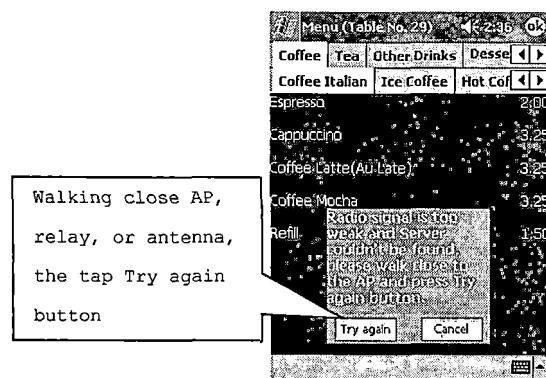 Menu (Table No. 29) 2:36 ok
Coffee Tea Other Drinks Desse
Coffee Italian Ice Coffee Hot Cof
Espresso 2.00
Cappuccino 3.25
Coffee Latte(Au Late) 3.25
Coffee Mocha 3.25
Refill 1.50
Radio signal is too
weak and Server
couldn't be found,
please walk close to
the AP and press Try
again button.
Try again Cancel
Walking close AP,
relay, or antenna,
the tap Try again
button